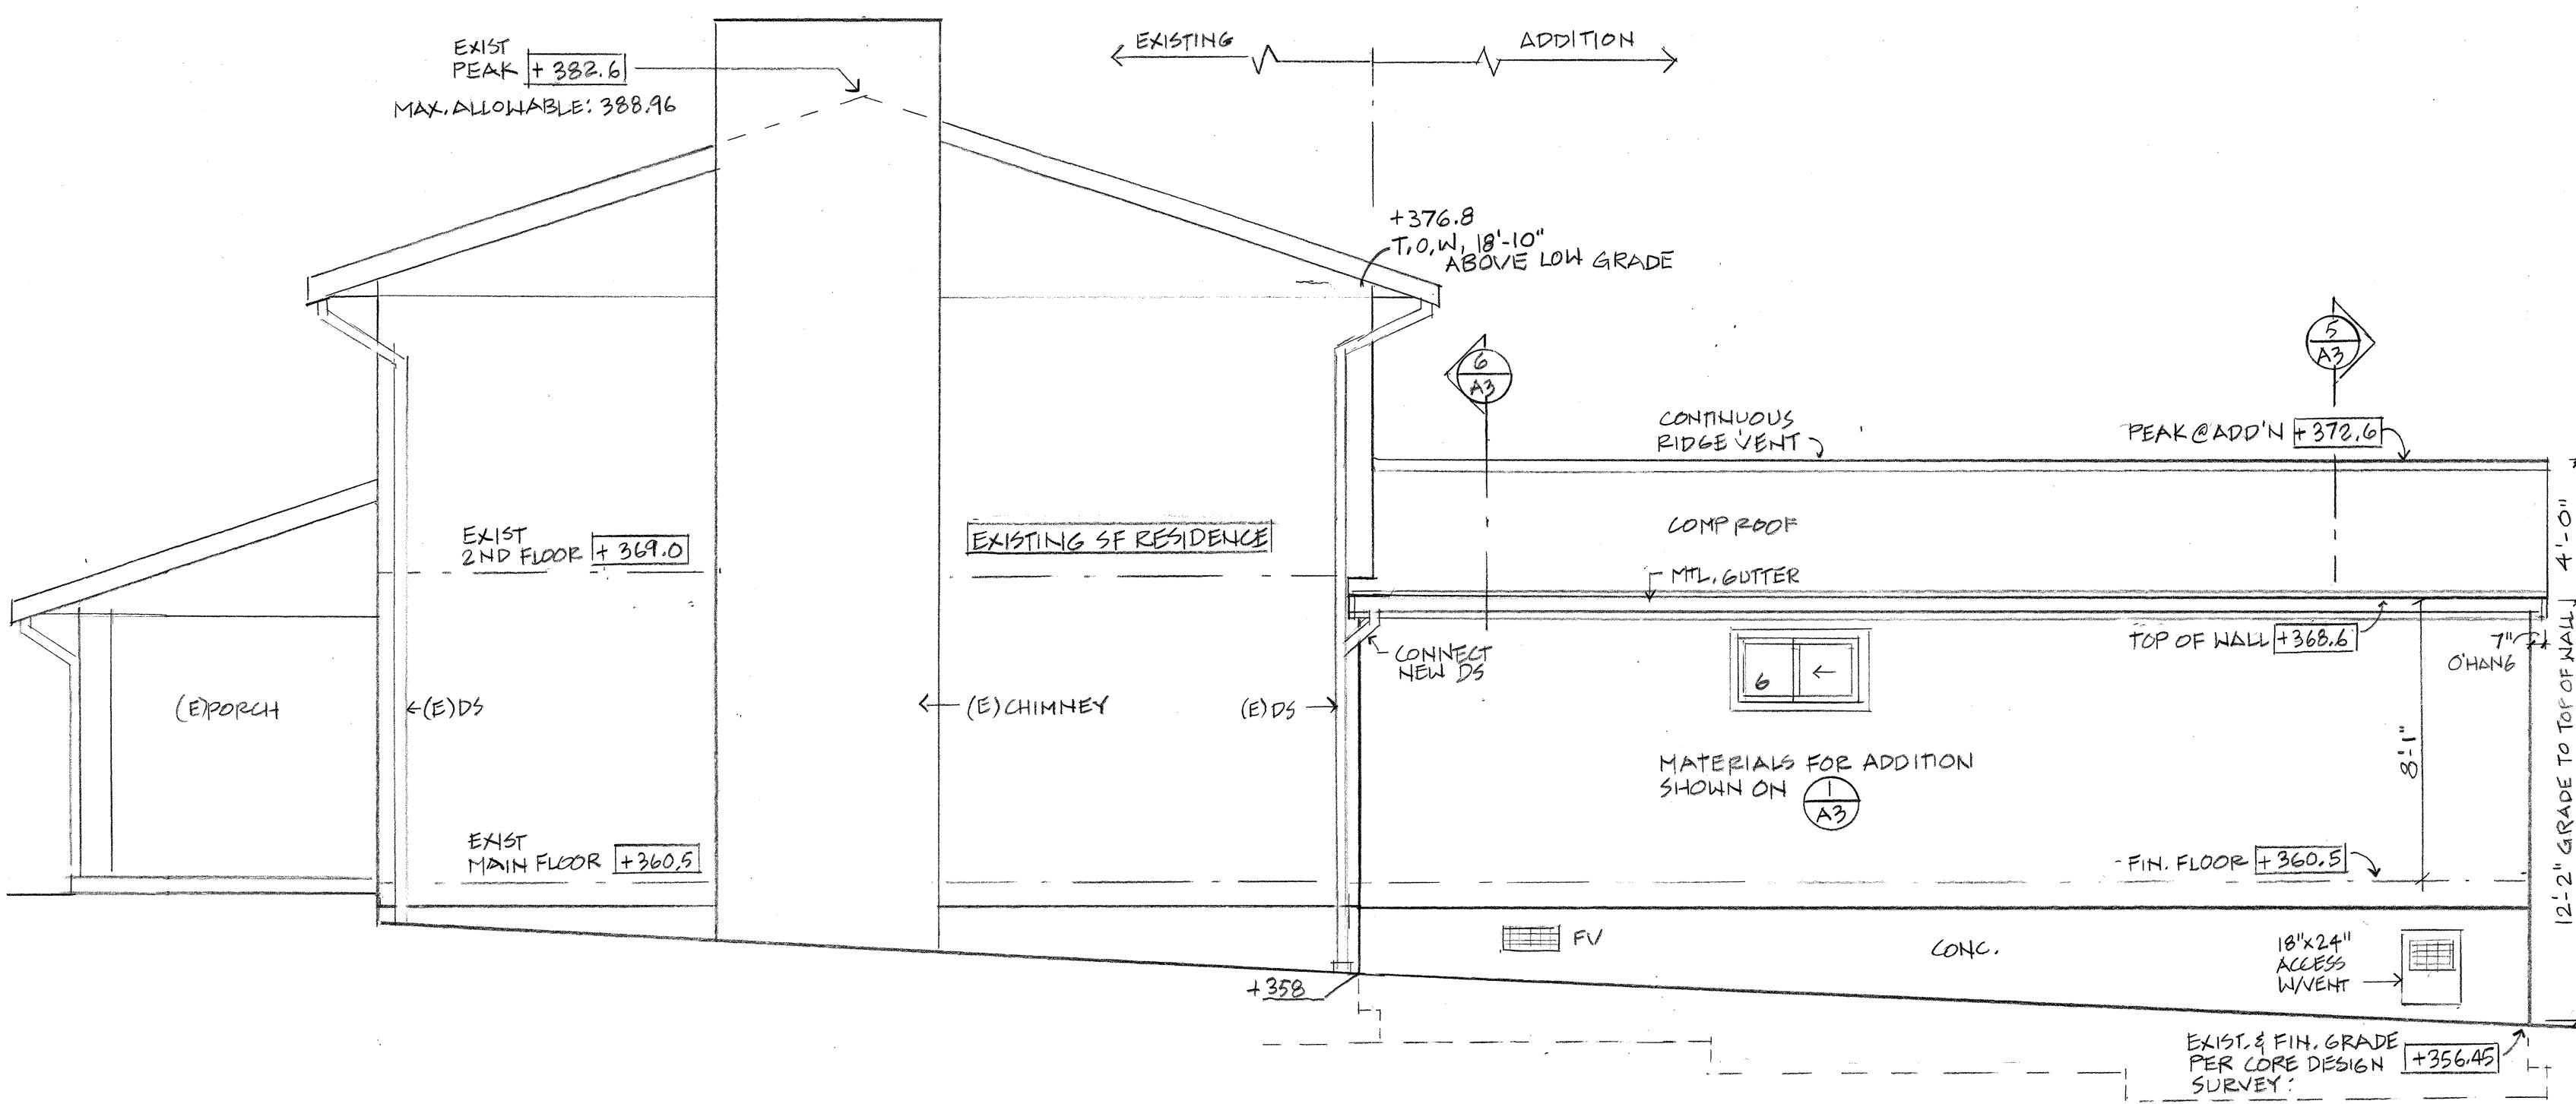 EXIST
PEAK +382.6
MAX. ALLOWABLE: 388.96
EXISTING
ADDITION
+376.8
T.O.W. 18'-10"
ABOVE LOW GRADE
6
A3
5
A3
CONTINUOUS
RIDGE VENT
PEAK @ ADD'N +372.6
4'-0"
EXIST
2ND FLOOR +369.0
EXISTING SF RESIDENCE
COMP ROOF
MTL. GUTTER
TOP OF WALL +368.6
7"
O'HANG
CONNECT
NEW DS
6
(E)PORCH
(E)DS
(E)CHIMNEY
(E)DS
MATERIALS FOR ADDITION
SHOWN ON 1
A3
8'-1"
12'-2" GRADE TO TOP OF WALL
EXIST
MAIN FLOOR +360.5
FIN. FLOOR +360.5
FV
CONC.
18"x24"
ACCESS
W/VENT
+358
EXIST. & FIN. GRADE
PER CORE DESIGN +356.45
SURVEY: